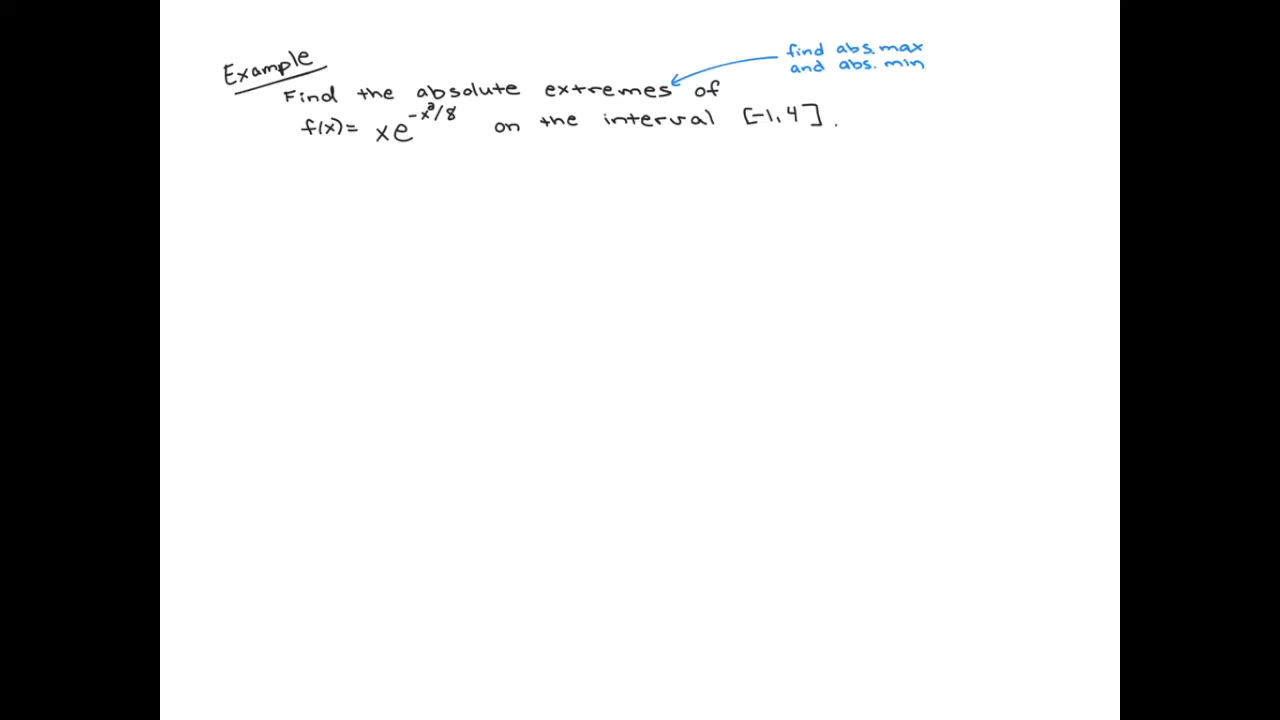 Example
find abs. max
and abs. min
Find the absolute extremes of
f(x) = xe^{-x²/8} on the interval [-1, 4].